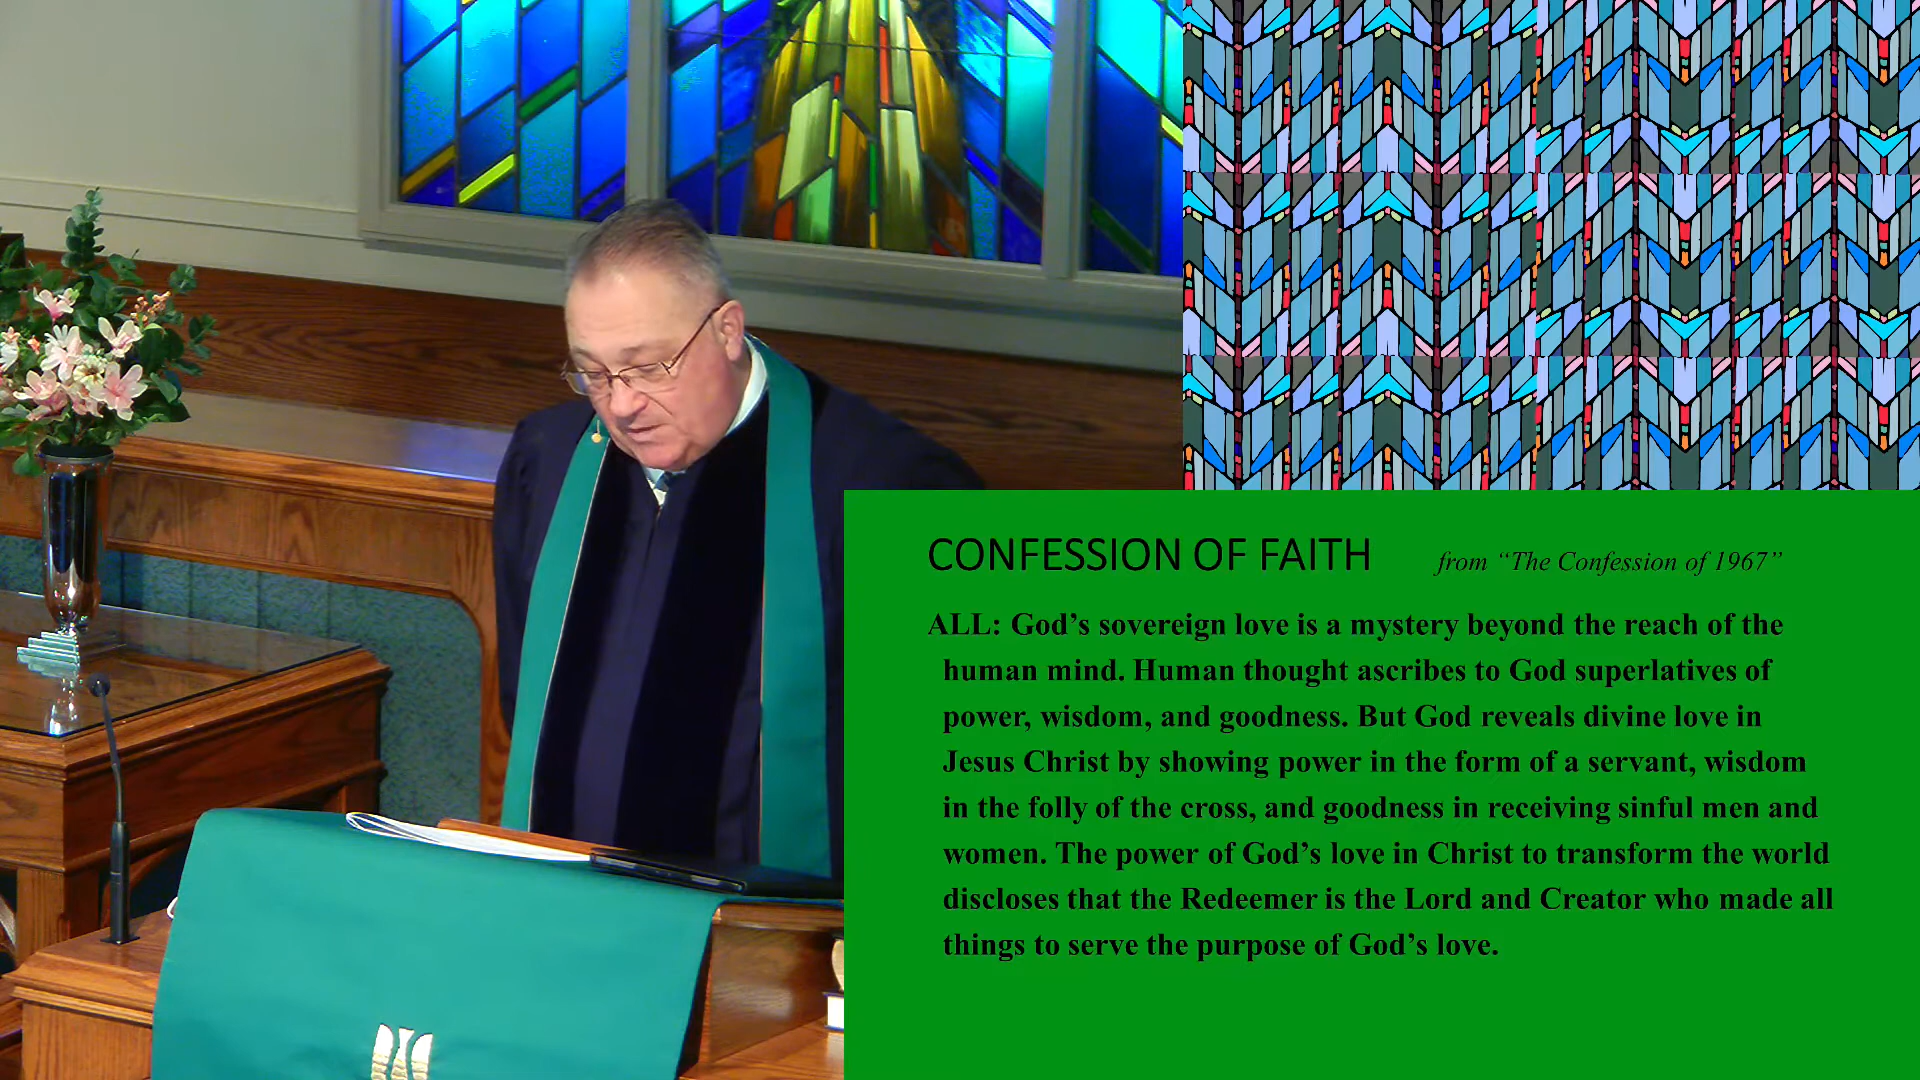 CONFESSION OF FAITH from “The Confession of 1967”
ALL: God’s sovereign love is a mystery beyond the reach of the
human mind. Human thought ascribes to God superlatives of
power, wisdom, and goodness. But God reveals divine love in
Jesus Christ by showing power in the form of a servant, wisdom
in the folly of the cross, and goodness in receiving sinful men and
women. The power of God’s love in Christ to transform the world
discloses that the Redeemer is the Lord and Creator who made all
things to serve the purpose of God’s love.